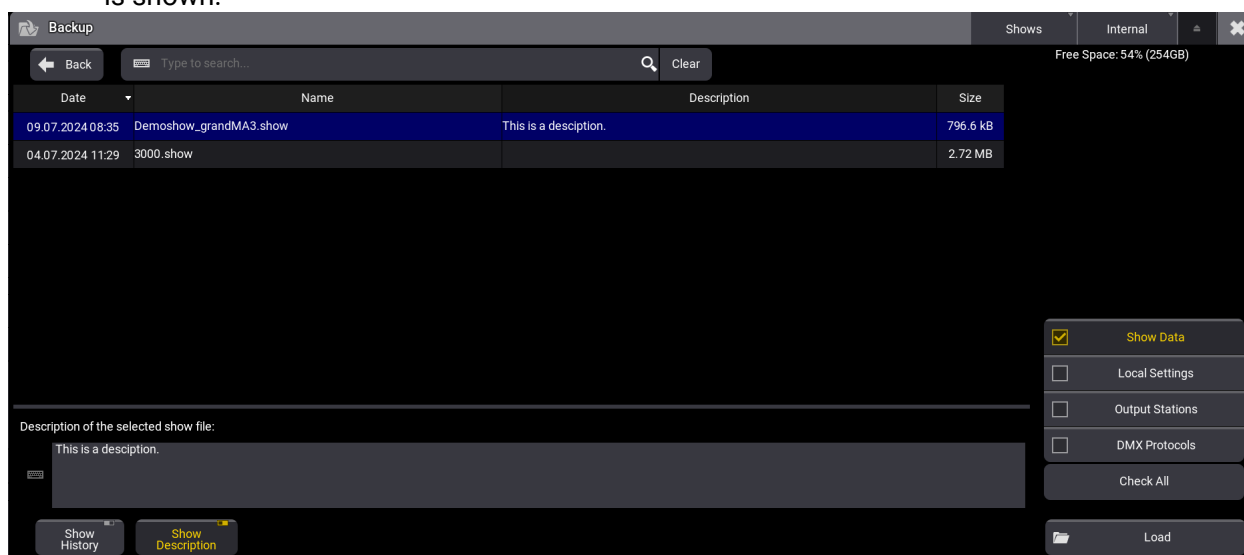 is shown.
Backup
Shows
Internal
Back
Type to search...
Clear
Free Space: 54% (254GB)
Date
Name
Description
Size
09.07.2024 08:35
Demoshow_grandMA3.show
This is a desciption.
796.6 kB
04.07.2024 11:29
3000.show
2.72 MB
Show Data
Local Settings
Output Stations
DMX Protocols
Check All
Description of the selected show file:
This is a desciption.
Show
History
Show
Description
Load